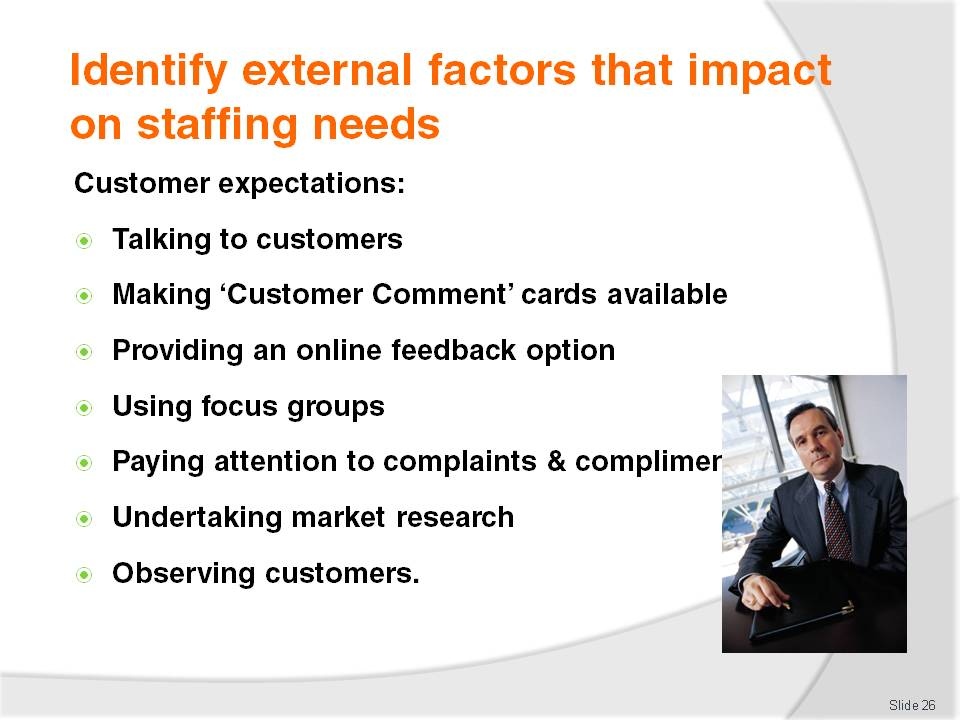 Identify external factors that impact
on staffing needs
Customer expectations:
Talking to customers
Making ‘Customer Comment’ cards available
Providing an online feedback option
Using focus groups
Paying attention to complaints & complimen
Undertaking market research
Observing customers.
Slide 26